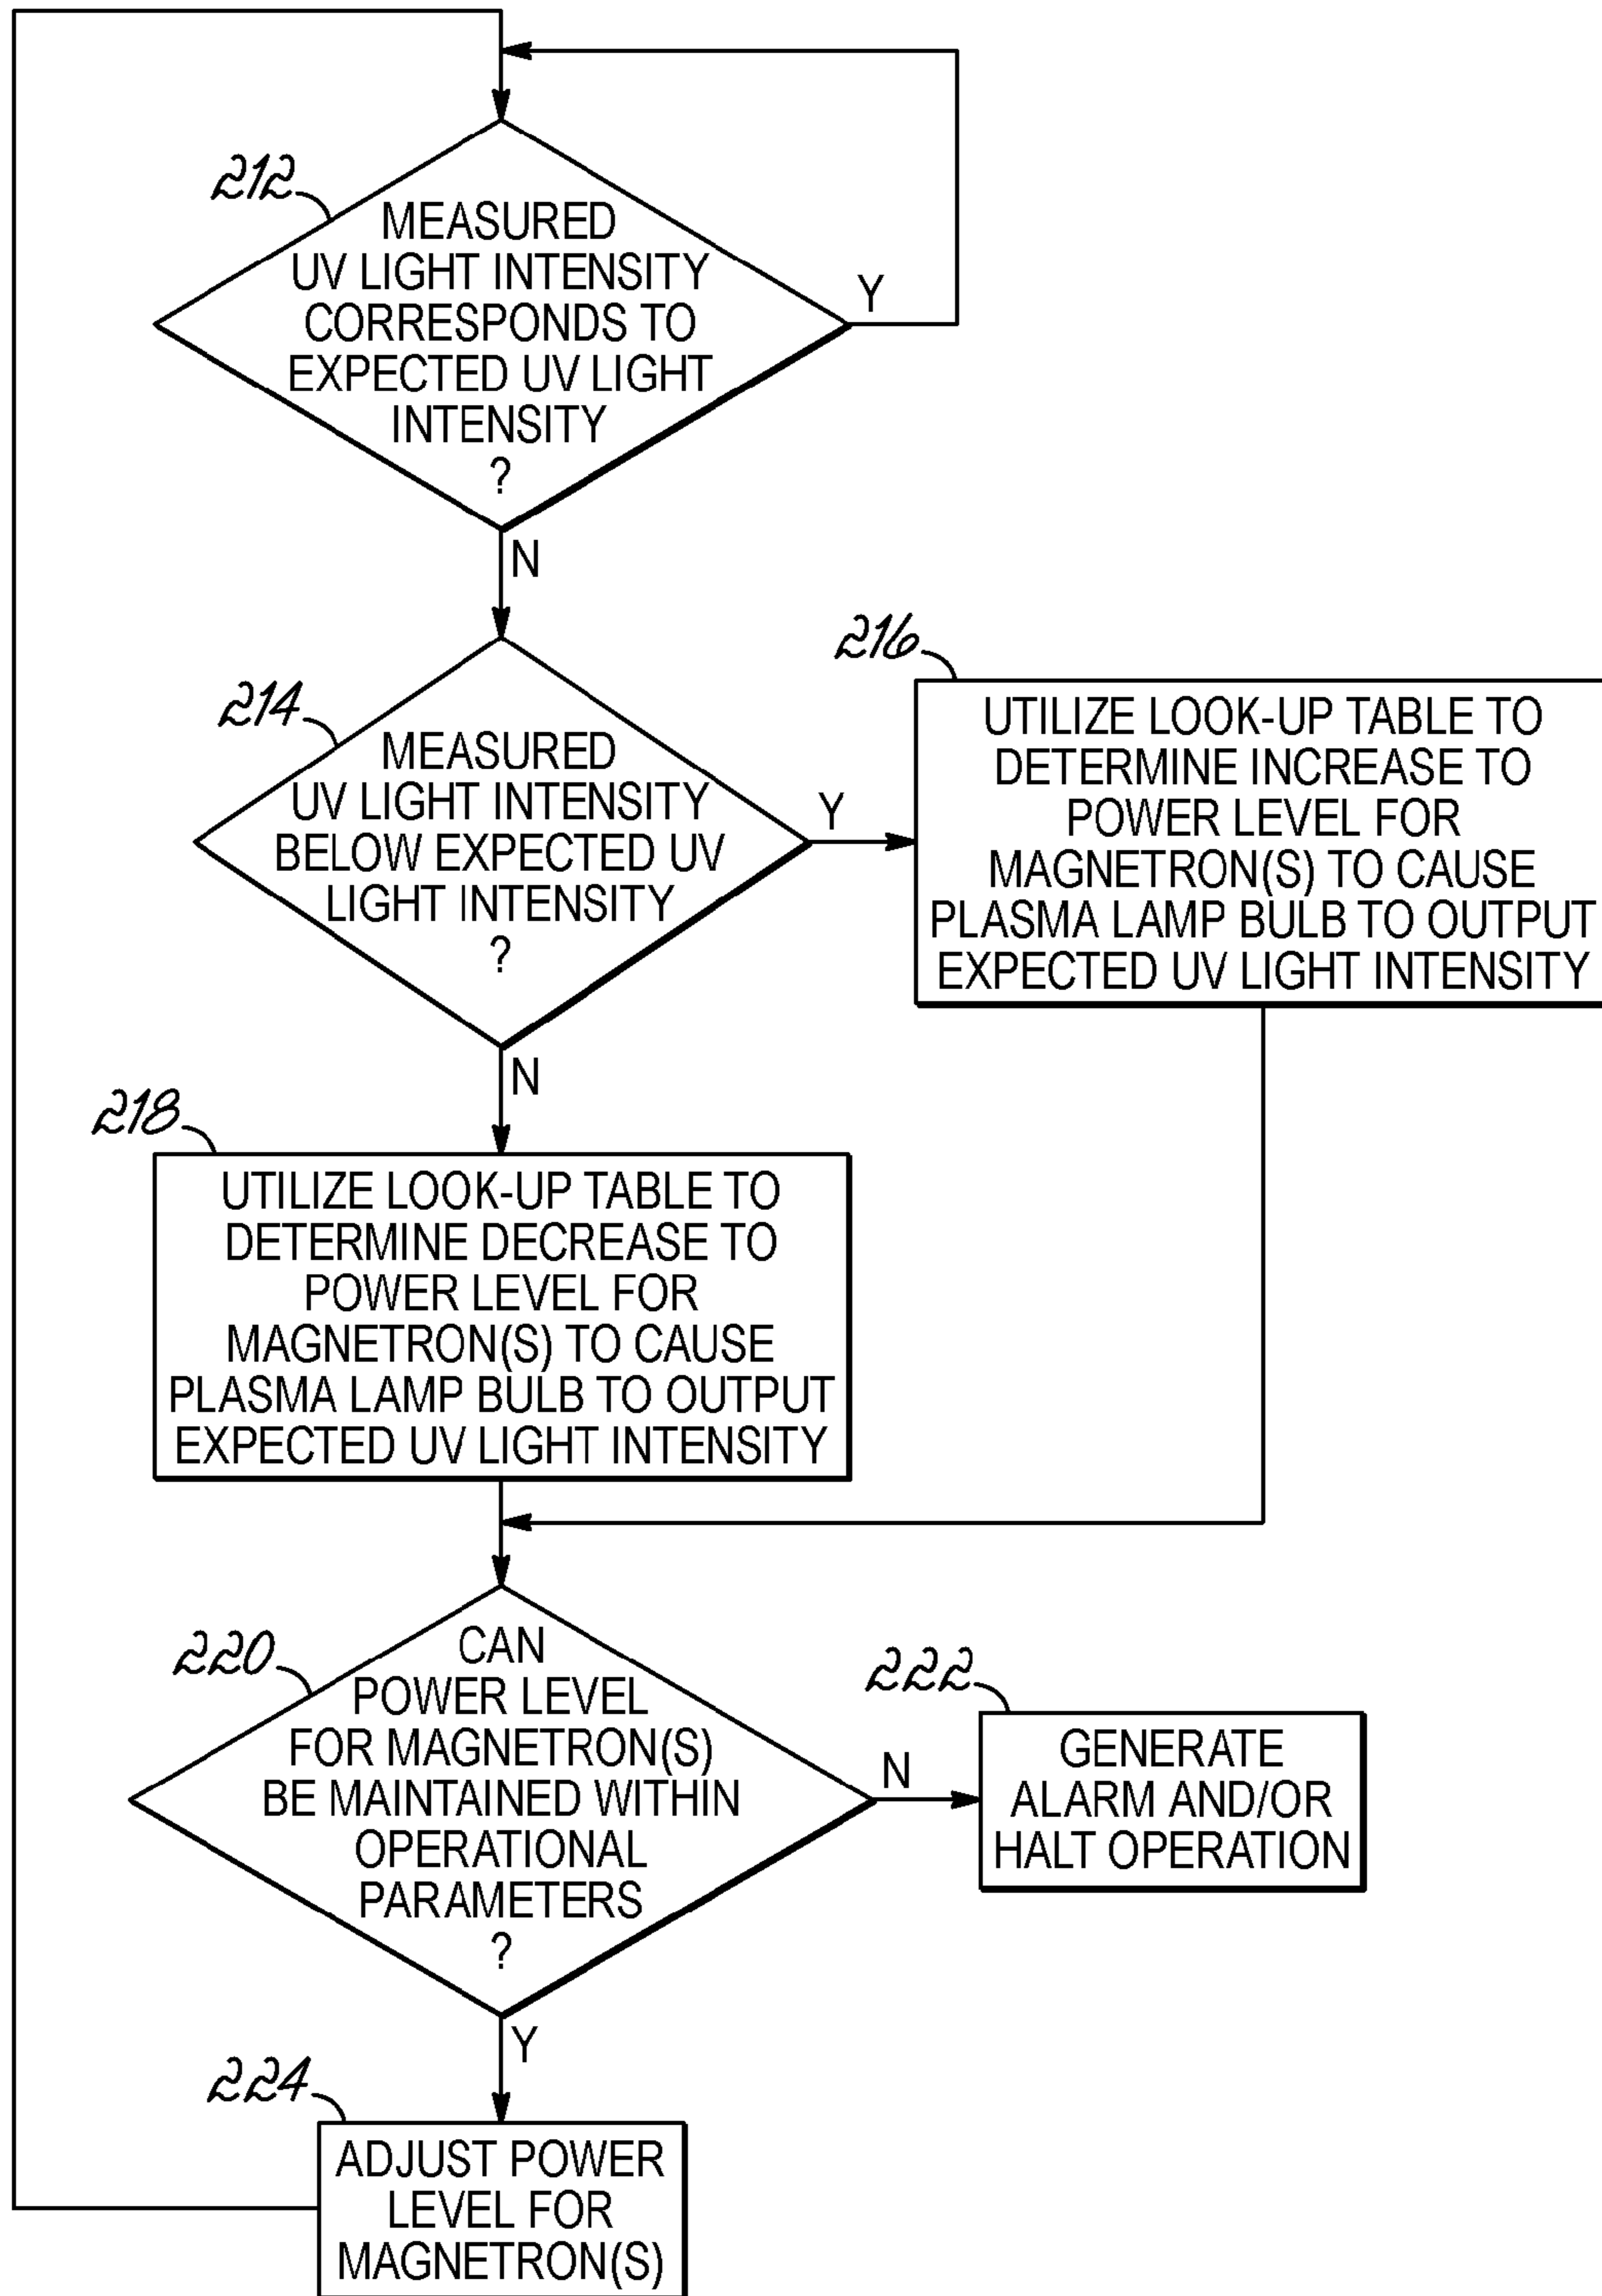 212
MEASURED
UV LIGHT INTENSITY
CORRESPONDS TO
EXPECTED UV LIGHT
INTENSITY
?
Y
N
214
MEASURED
UV LIGHT INTENSITY
BELOW EXPECTED UV
LIGHT INTENSITY
?
Y
N
216
UTILIZE LOOK-UP TABLE TO
DETERMINE INCREASE TO
POWER LEVEL FOR
MAGNETRON(S) TO CAUSE
PLASMA LAMP BULB TO OUTPUT
EXPECTED UV LIGHT INTENSITY
218
UTILIZE LOOK-UP TABLE TO
DETERMINE DECREASE TO
POWER LEVEL FOR
MAGNETRON(S) TO CAUSE
PLASMA LAMP BULB TO OUTPUT
EXPECTED UV LIGHT INTENSITY
220
CAN
POWER LEVEL
FOR MAGNETRON(S)
BE MAINTAINED WITHIN
OPERATIONAL
PARAMETERS
?
N
Y
222
GENERATE
ALARM AND/OR
HALT OPERATION
224
ADJUST POWER
LEVEL FOR
MAGNETRON(S)